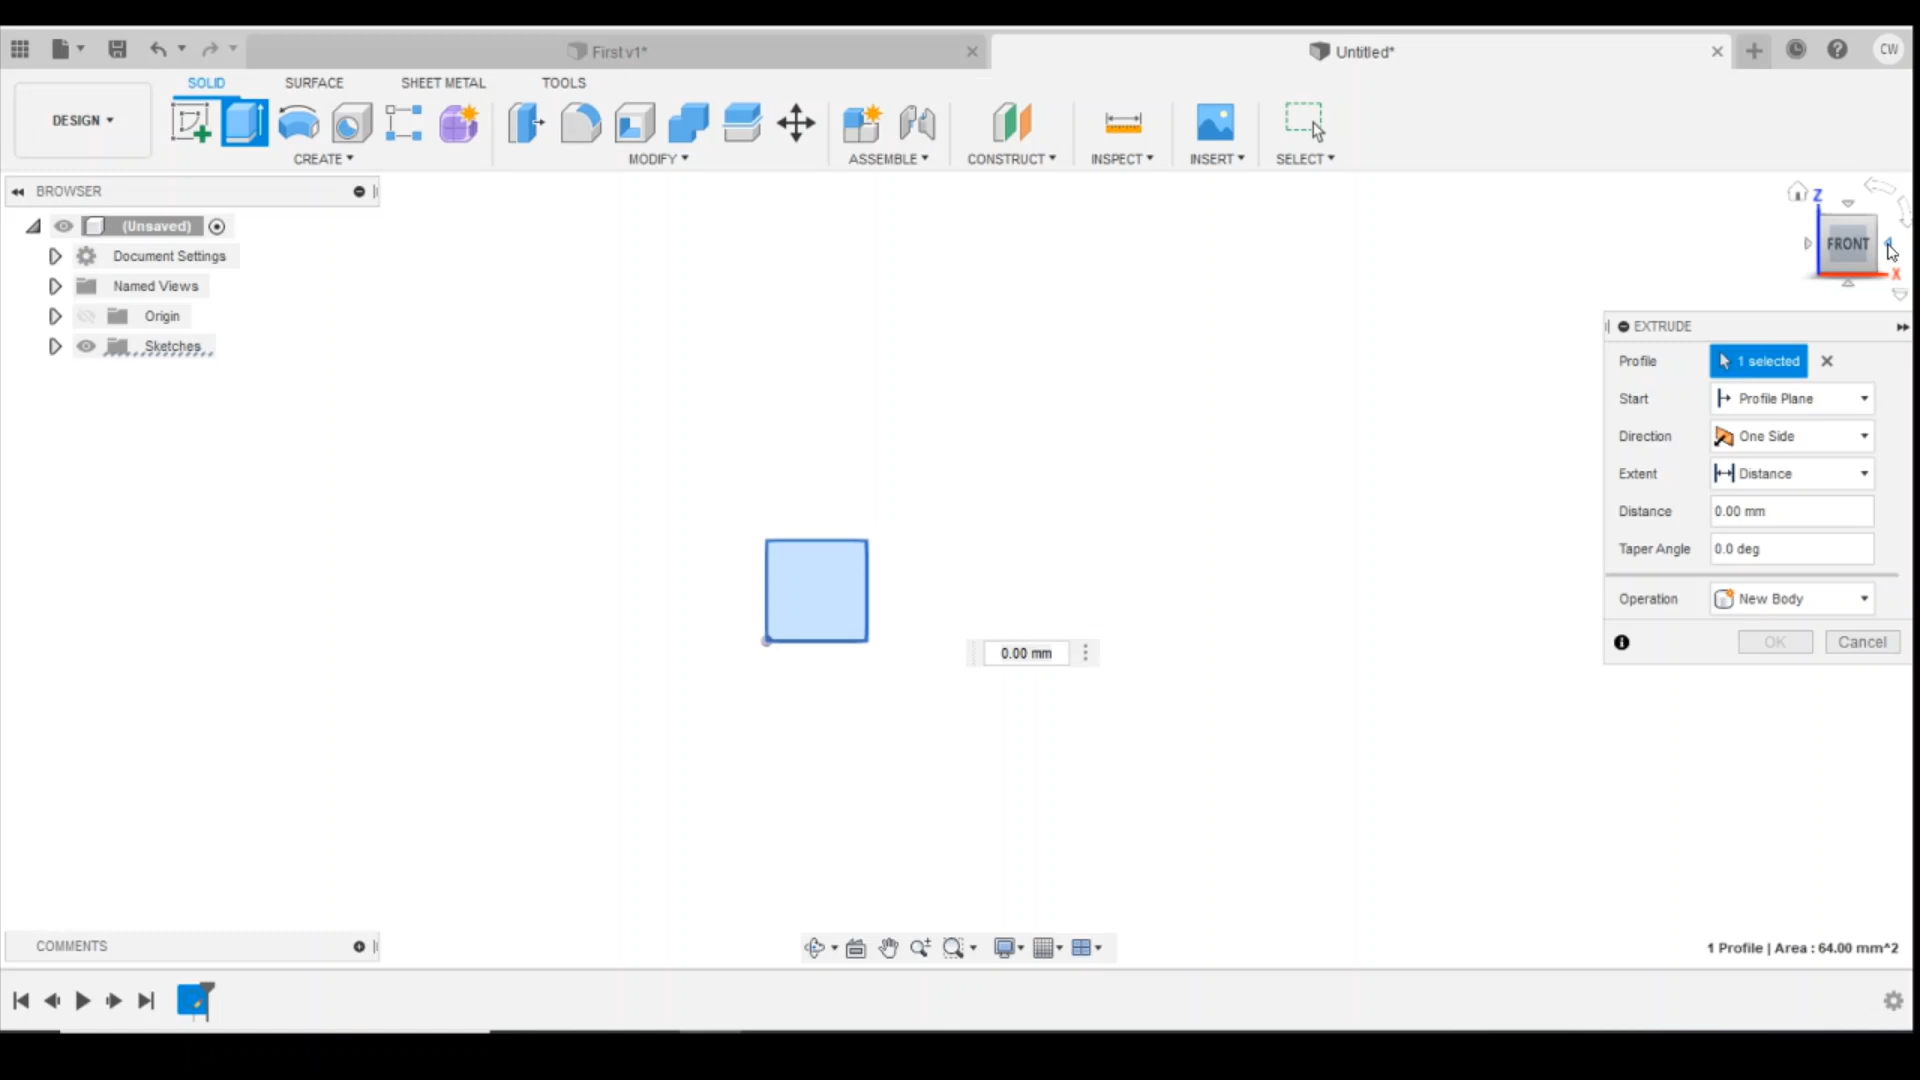 First v1*
Untitled*
CW
SOLID
SURFACE
SHEET METAL
TOOLS
DESIGN
CREATE
MODIFY
ASSEMBLE
CONSTRUCT
INSPECT
INSERT
SELECT
BROWSER
(Unsaved)
Document Settings
Named Views
Origin
Sketches
Z
FRONT
X
EXTRUDE
Profile 1 selected
Start Profile Plane
Direction One Side
Extent Distance
Distance 0.00 mm
Taper Angle 0.0 deg
Operation New Body
OK Cancel
0.00 mm
COMMENTS
1 Profile | Area : 64.00 mm^2